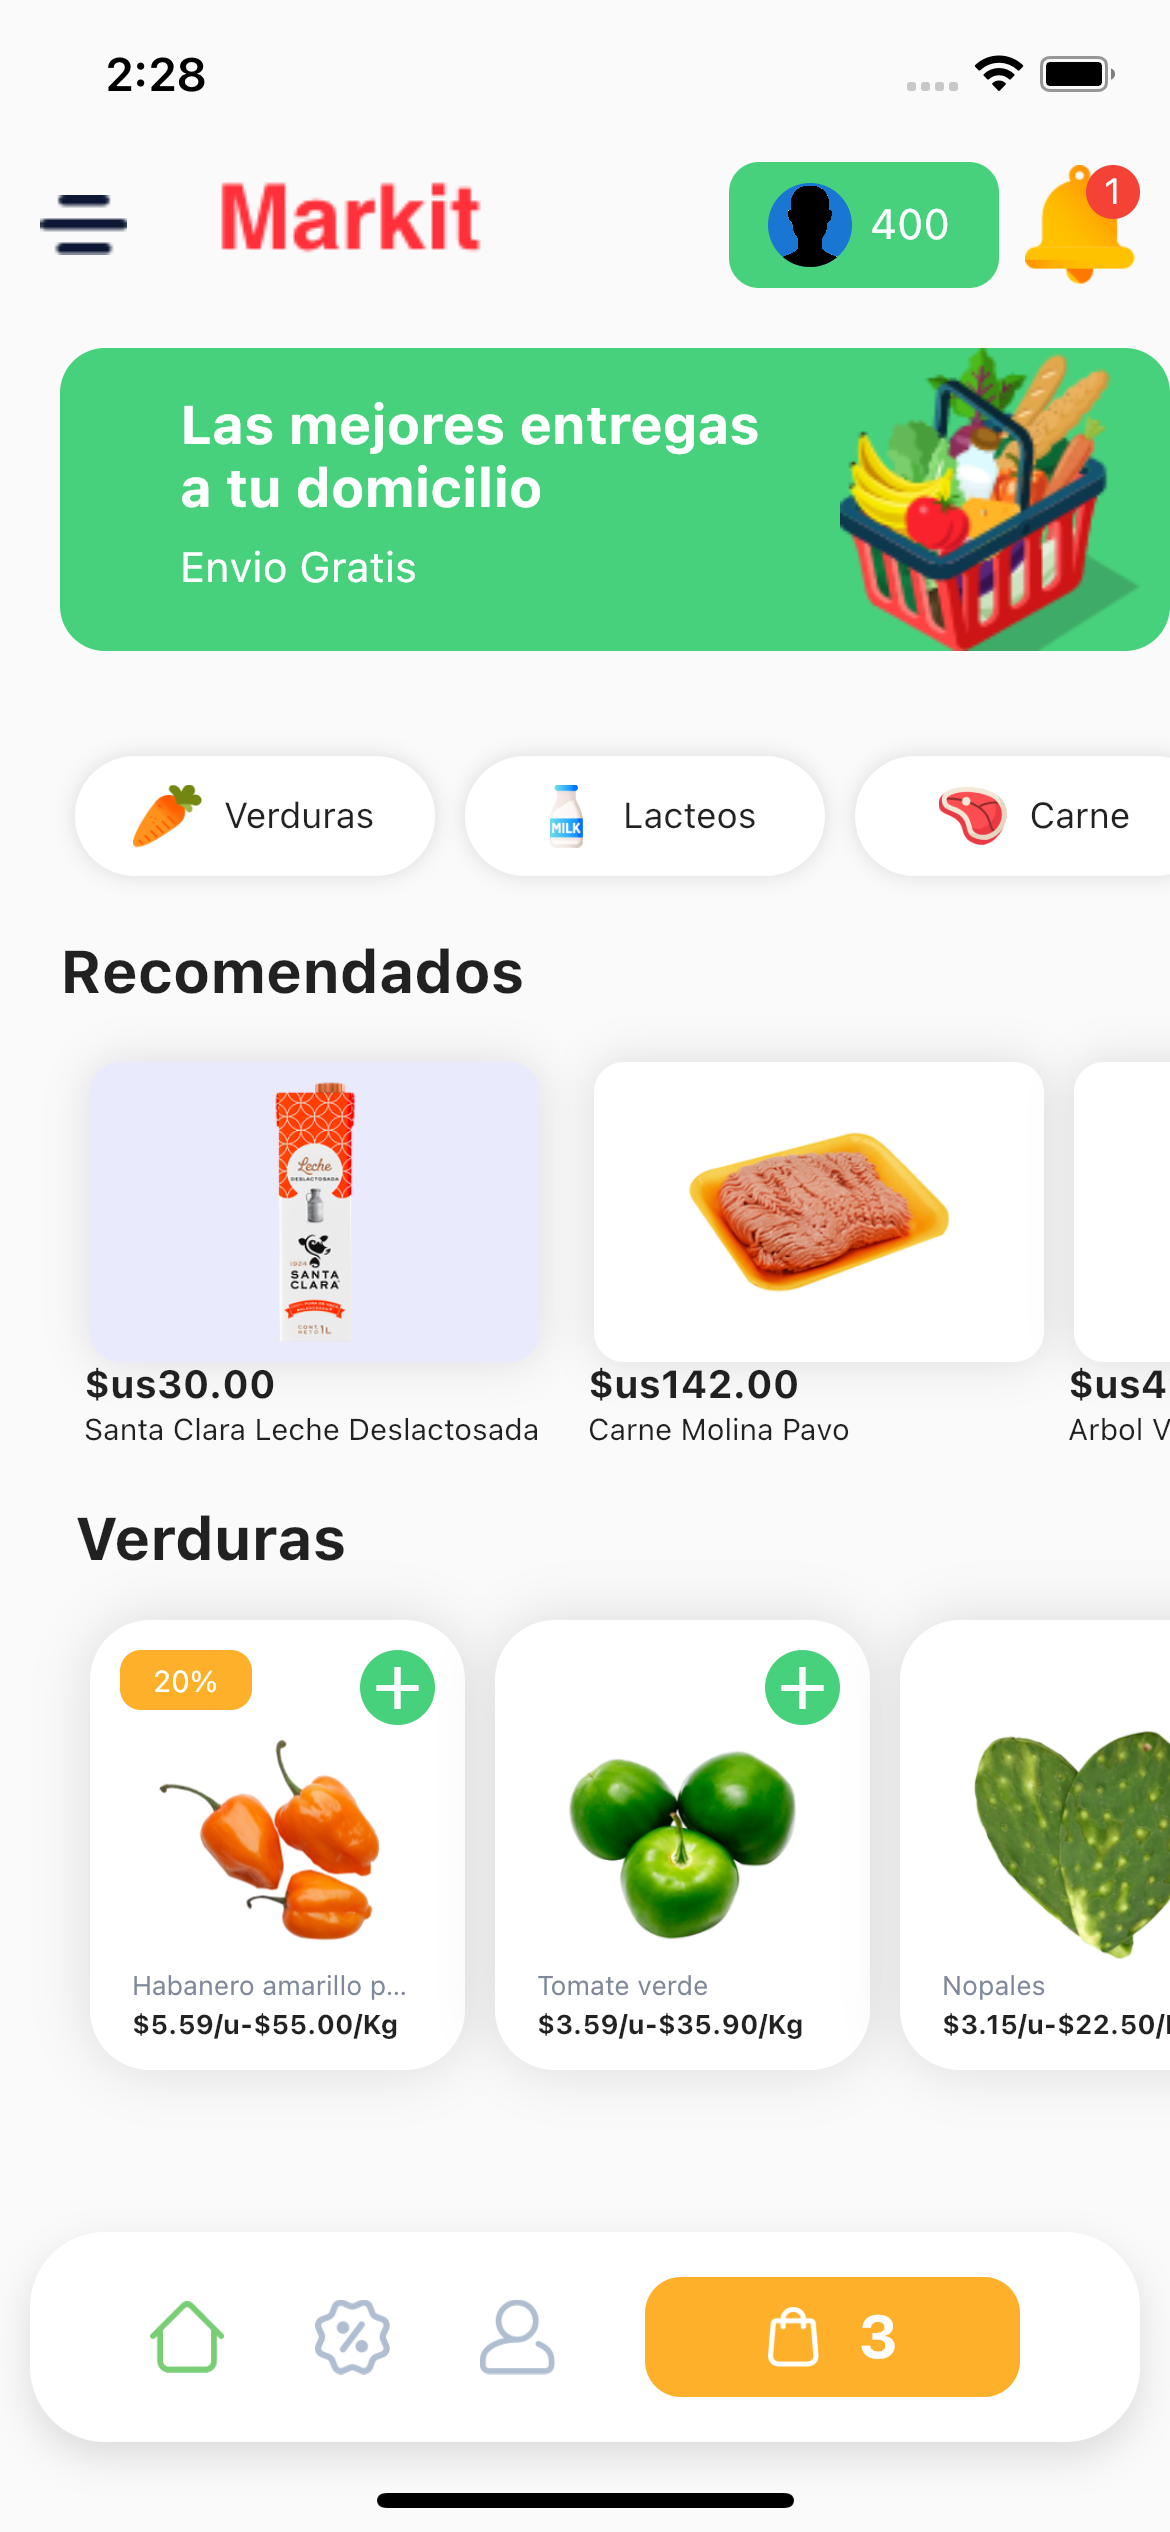 2:28
Markit
400
1
Las mejores entregas
a tu domicilio
Envio Gratis
Verduras
MILK
Lacteos
Carne
Recomendados
Leche
DESLACTOSADA
1924
SANTA
CLARA
CONT.
NETO 1L
$us30.00
Santa Clara Leche Deslactosada
$us142.00
Carne Molina Pavo
$us4
Arbol V
Verduras
20%
Habanero amarillo p...
$5.59/u-$55.00/Kg
Tomate verde
$3.59/u-$35.90/Kg
Nopales
$3.15/u-$22.50/
3